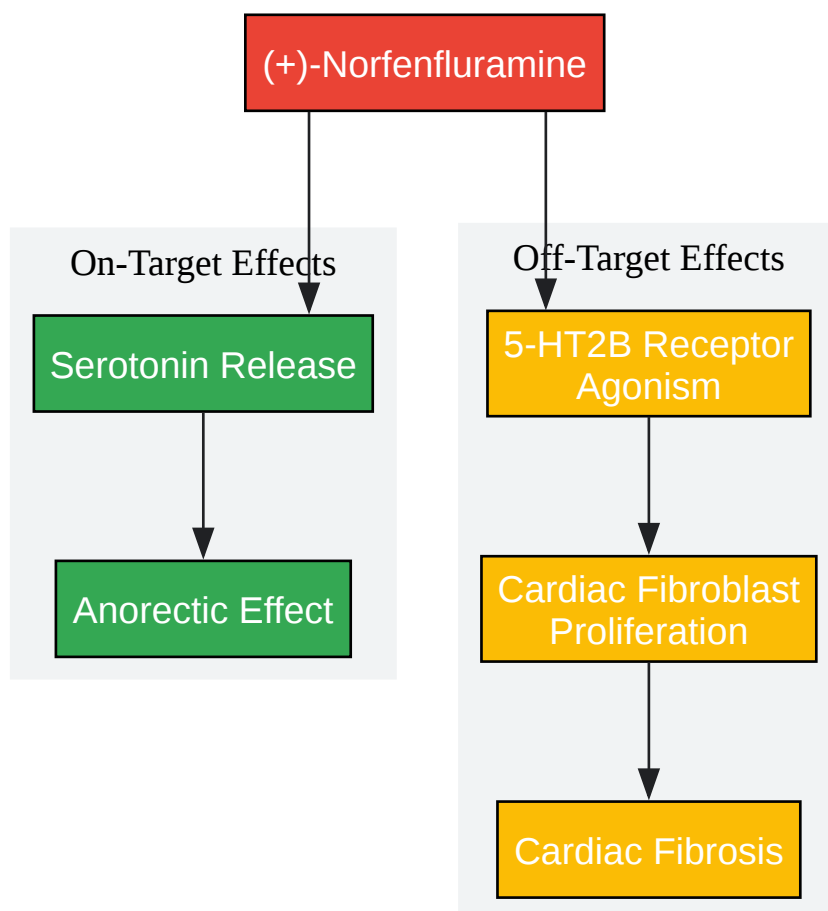 (+)-Norfenfluramine
On-Target Effects
Serotonin Release
Anorectic Effect
Off-Target Effects
5-HT2B Receptor
Agonism
Cardiac Fibroblast
Proliferation
Cardiac Fibrosis